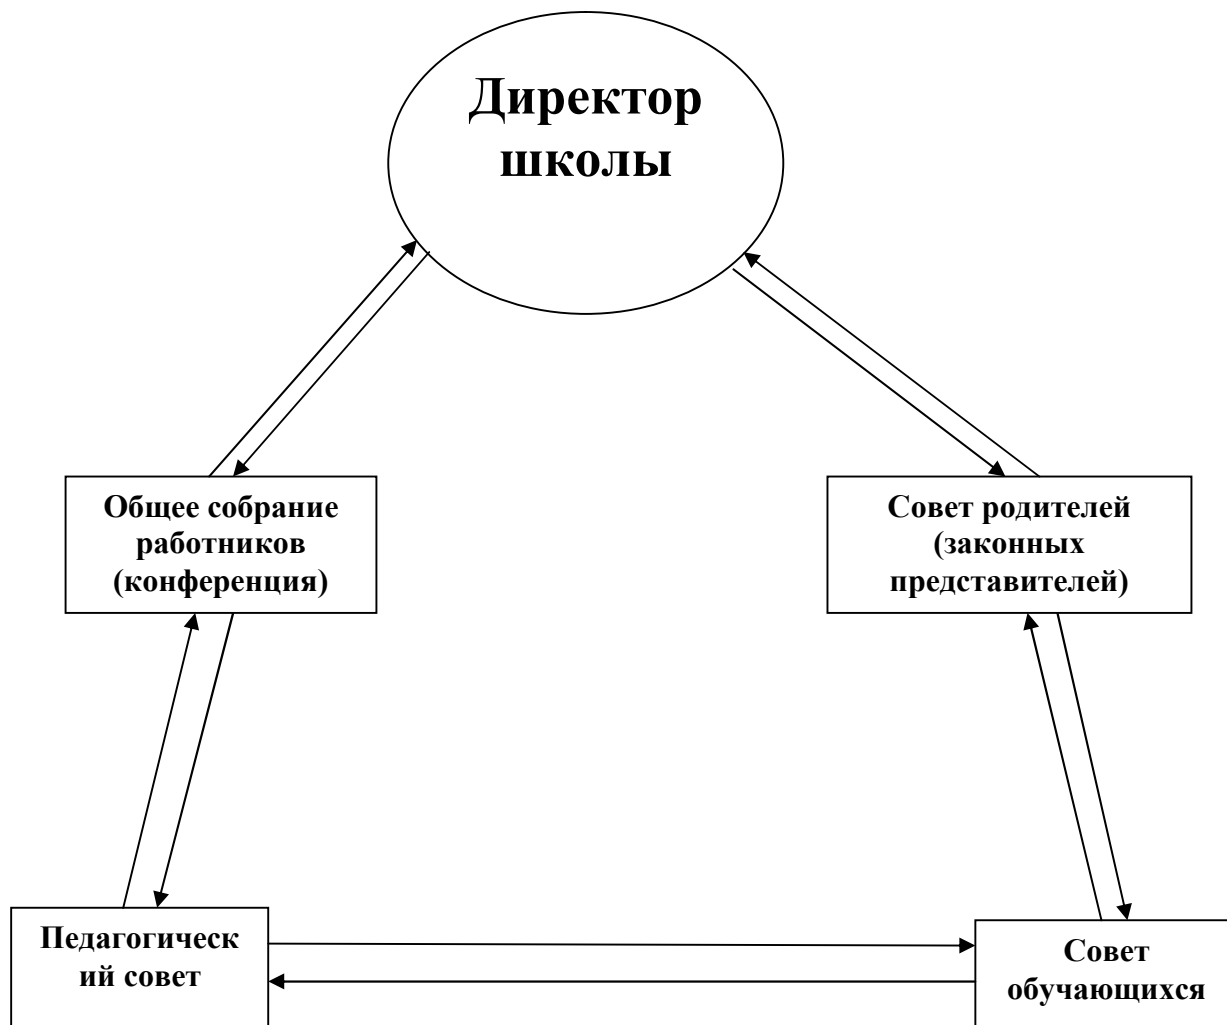 Директор
школы
Общее собрание
работников
(конференция)
Совет родителей
(законных
представителей)
Педагогическ
ий совет
Совет
обучающихся